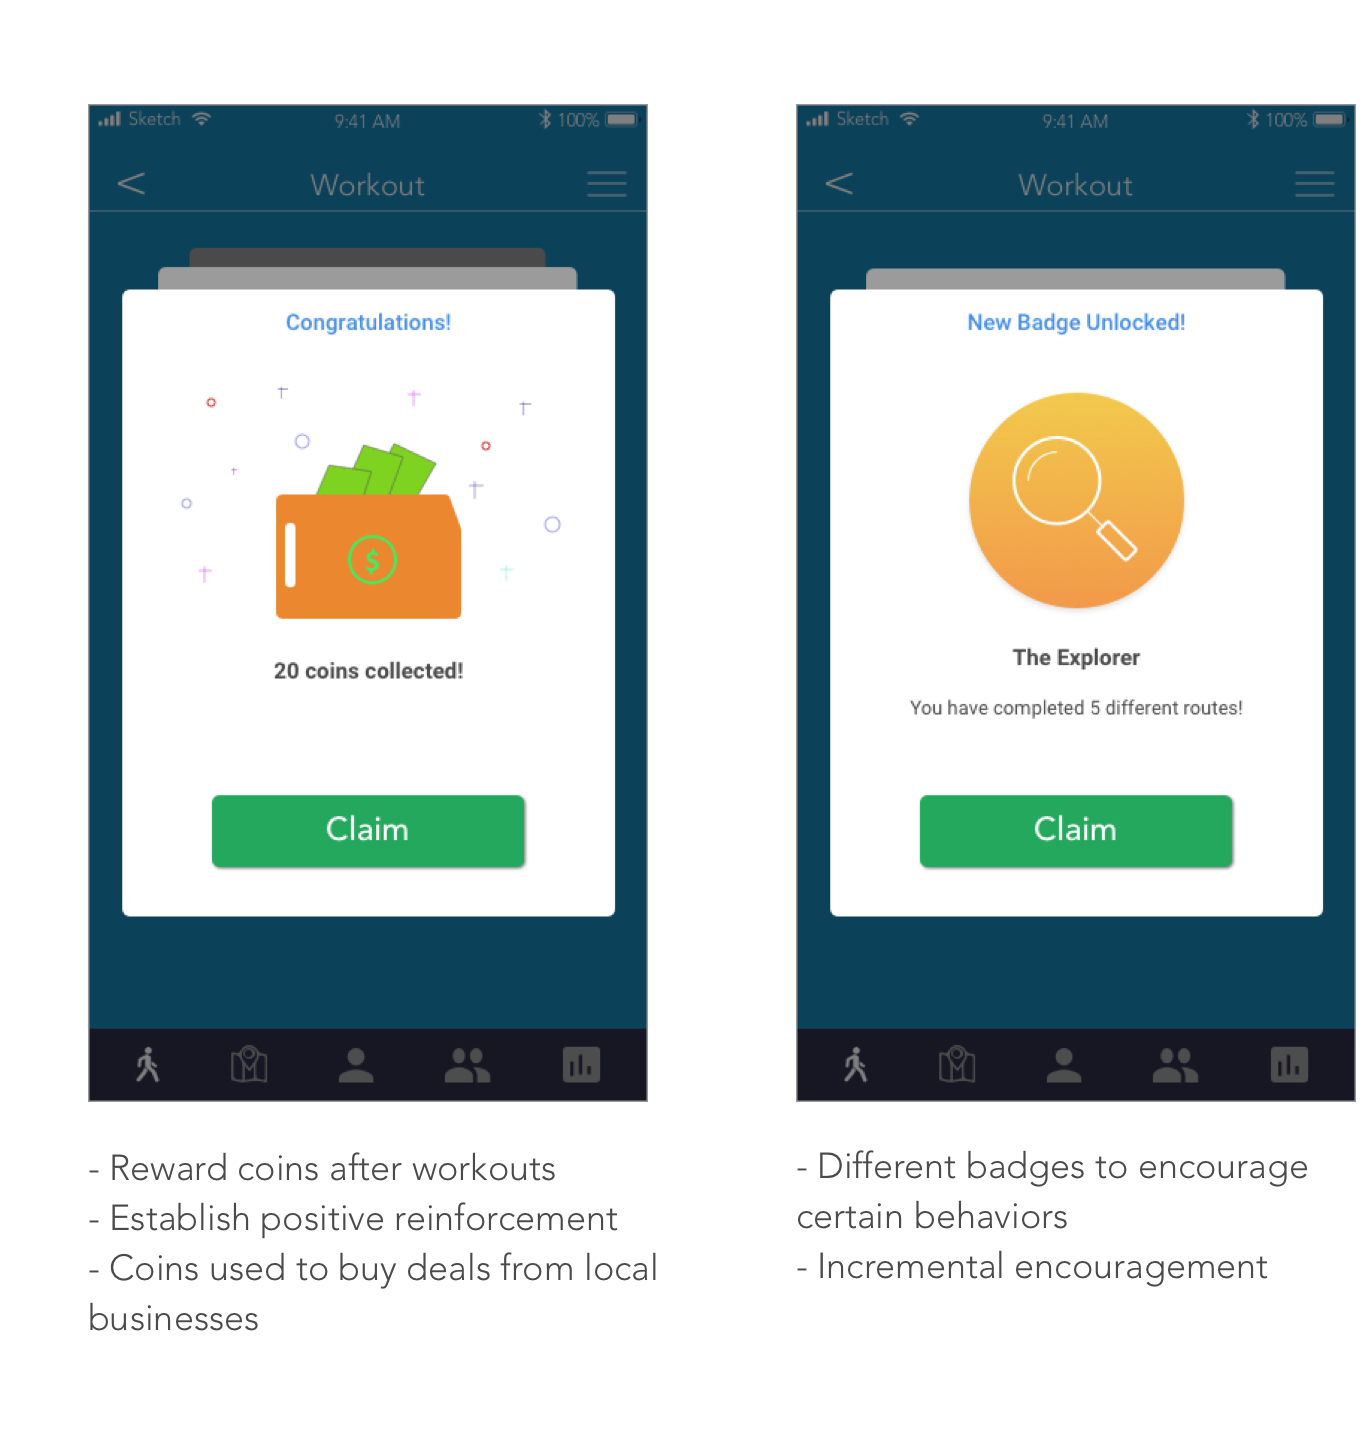 Sketch 9:41 AM 100%
< Workout
Congratulations!
$
20 coins collected!
Claim
- Reward coins after workouts
- Establish positive reinforcement
- Coins used to buy deals from local
businesses
Sketch 9:41 AM 100%
< Workout
New Badge Unlocked!
The Explorer
You have completed 5 different routes!
Claim
- Different badges to encourage
certain behaviors
- Incremental encouragement